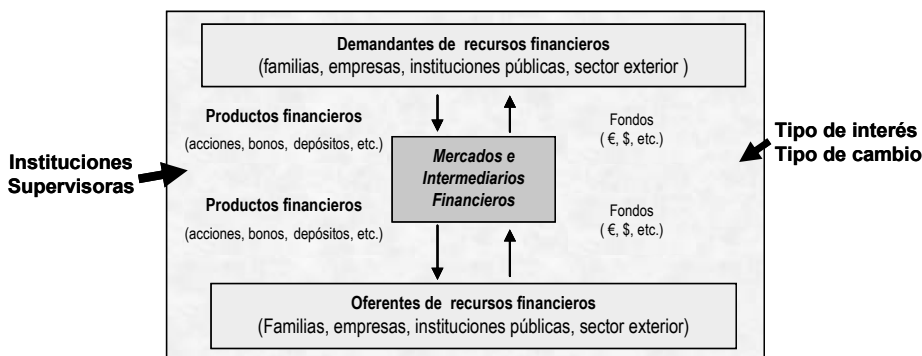 Demandantes de recursos financieros
(familias, empresas, instituciones públicas, sector exterior )
Productos financieros
(acciones, bonos, depósitos, etc.)
Fondos
( €, $, etc.)
Mercados e
Intermediarios
Financieros
Tipo de interés
Tipo de cambio
Instituciones
Supervisoras
Productos financieros
(acciones, bonos, depósitos, etc.)
Fondos
( €, $, etc.)
Oferentes de recursos financieros
(Familias, empresas, instituciones públicas, sector exterior)